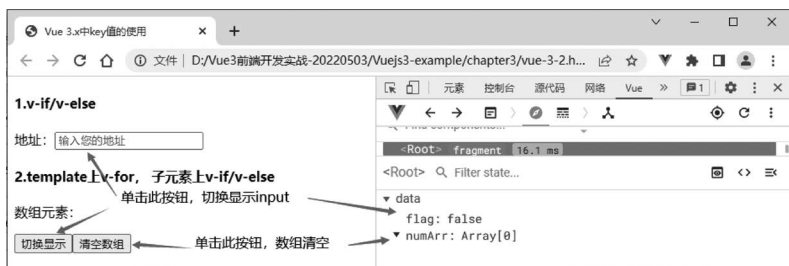 Vue 3.x中key值的使用
文件 | D:/Vue3前端开发实战-20220503/Vuejs3-example/chapter3/vue-3-2.h...
元素 控制台 源代码 网络 Vue » 1
<Root> fragment 16.1 ms
<Root> Filter state...
data
flag: false
numArr: Array[0]
1.v-if/v-else
地址： 输入您的地址
2.template上v-for， 子元素上v-if/v-else
单击此按钮，切换显示input
数组元素：
切换显示 清空数组 单击此按钮，数组清空